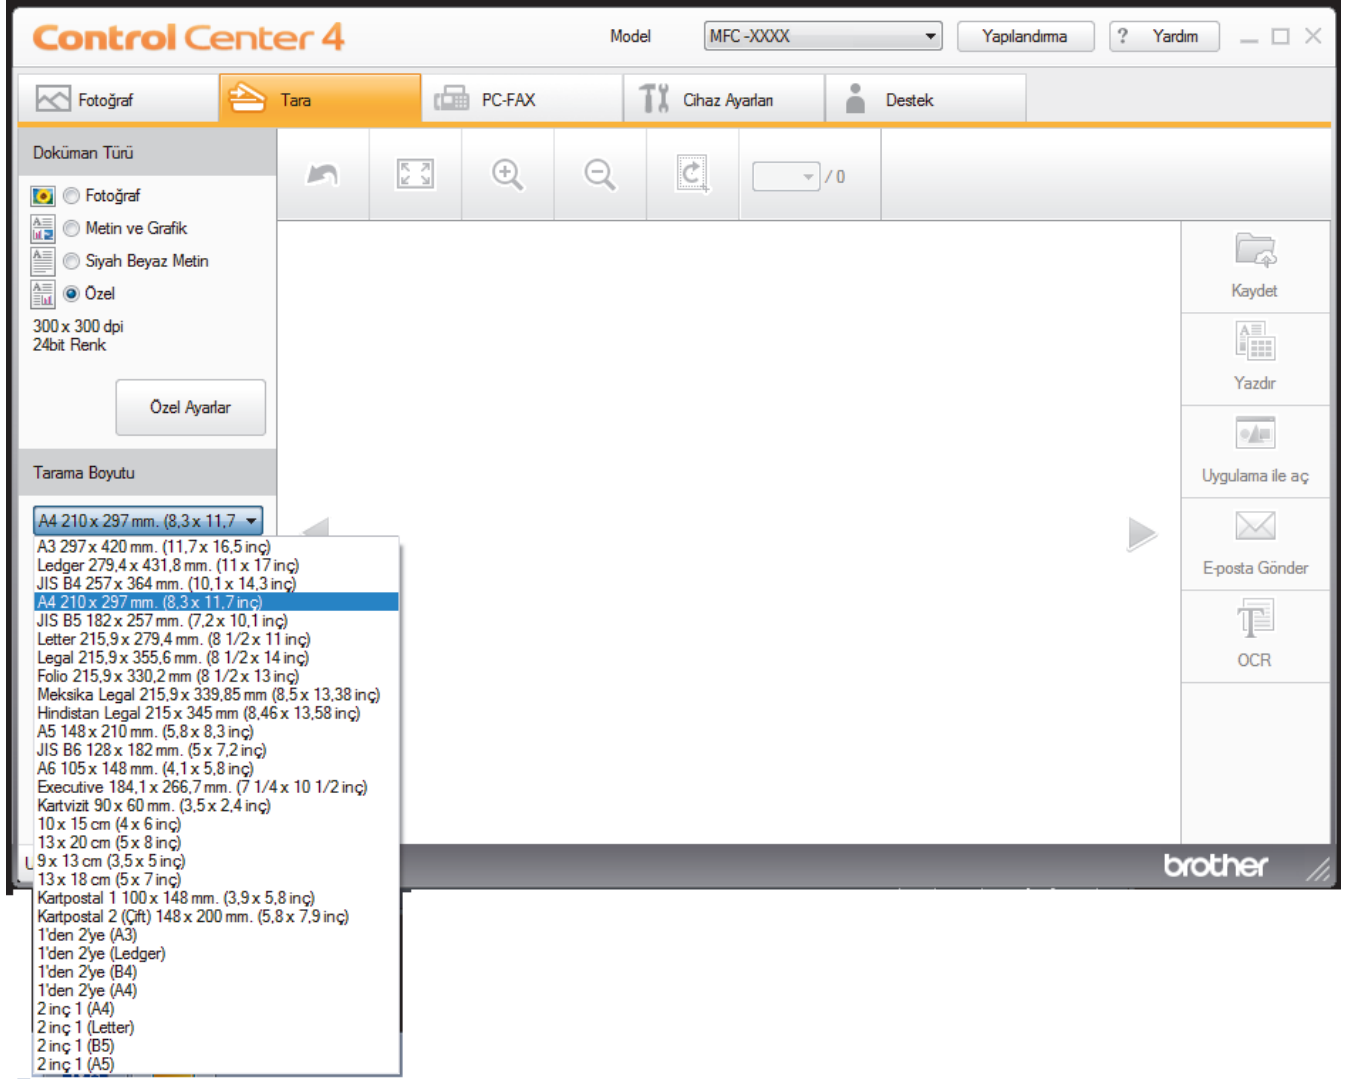 Control Center 4
Model
MFC -XXXX
Yapılandırma
? Yardım
Fotoğraf
Tara
PC-FAX
Cihaz Ayarları
Destek
Doküman Türü
/ 0
Fotoğraf
Metin ve Grafik
Siyah Beyaz Metin
Özel
300 x 300 dpi
24bit Renk
Özel Ayarlar
Tarama Boyutu
A4 210 x 297 mm. (8,3 x 11,7
A3 297 x 420 mm. (11,7 x 16,5 inç)
Ledger 279,4 x 431,8 mm. (11 x 17 inç)
JIS B4 257 x 364 mm. (10,1 x 14,3 inç)
A4 210 x 297 mm. (8,3 x 11,7 inç)
JIS B5 182 x 257 mm. (7,2 x 10,1 inç)
Letter 215,9 x 279,4 mm. (8 1/2 x 11 inç)
Legal 215,9 x 355,6 mm. (8 1/2 x 14 inç)
Folio 215,9 x 330,2 mm (8 1/2 x 13 inç)
Meksika Legal 215,9 x 339,85 mm (8,5 x 13,38 inç)
Hindistan Legal 215 x 345 mm (8,46 x 13,58 inç)
A5 148 x 210 mm. (5,8 x 8,3 inç)
JIS B6 128 x 182 mm. (5 x 7,2 inç)
A6 105 x 148 mm. (4,1 x 5,8 inç)
Executive 184,1 x 266,7 mm. (7 1/4 x 10 1/2 inç)
Kartvizit 90 x 60 mm. (3,5 x 2,4 inç)
10 x 15 cm (4 x 6 inç)
13 x 20 cm (5 x 8 inç)
9 x 13 cm (3,5 x 5 inç)
13 x 18 cm (5 x 7 inç)
Kartpostal 1 100 x 148 mm. (3,9 x 5,8 inç)
Kartpostal 2 (Çift) 148 x 200 mm. (5,8 x 7,9 inç)
1'den 2'ye (A3)
1'den 2'ye (Ledger)
1'den 2'ye (B4)
1'den 2'ye (A4)
2 inç 1 (A4)
2 inç 1 (Letter)
2 inç 1 (B5)
2 inç 1 (A5)
Kaydet
Yazdır
Uygulama ile aç
E-posta Gönder
OCR
brother